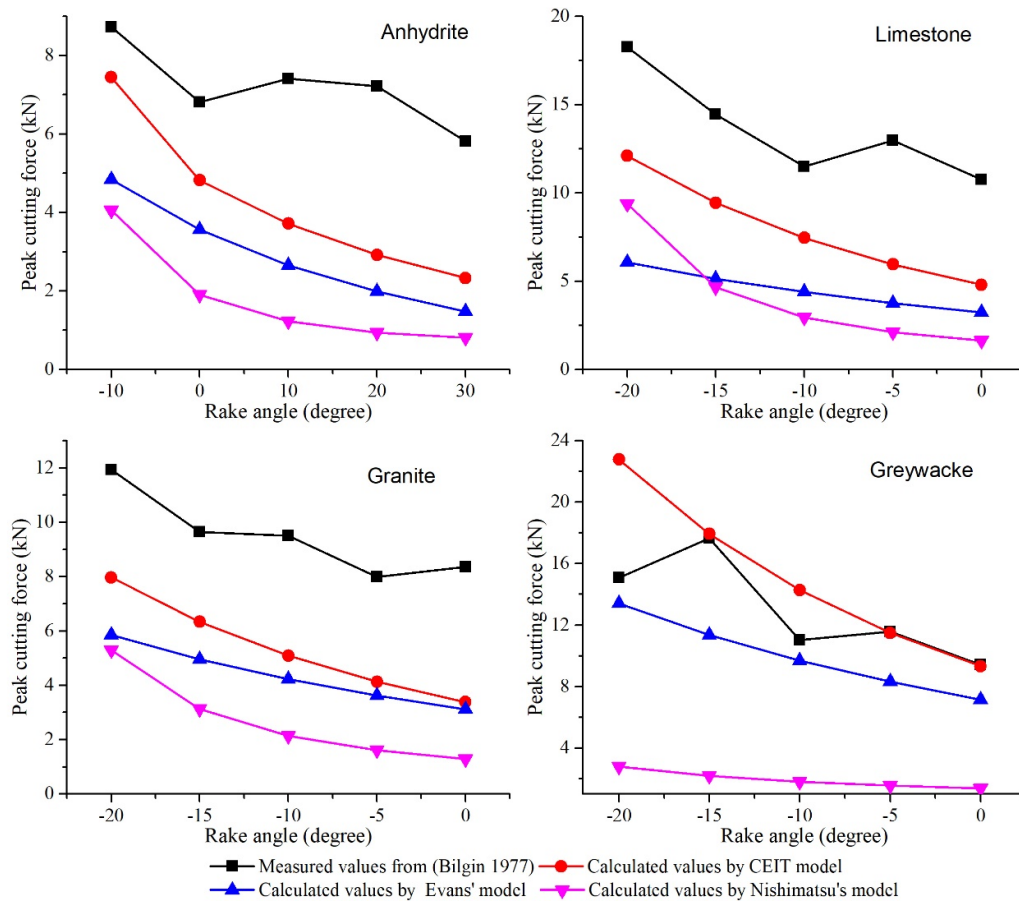 Anhydrite
Peak cutting force (kN)
8
6
4
2
0
-10 0 10 20 30
Rake angle (degree)
Limestone
Peak cutting force (kN)
20
15
10
5
0
-20 -15 -10 -5 0
Rake angle (degree)
Granite
Peak cutting force (kN)
12
10
8
6
4
2
0
-20 -15 -10 -5 0
Rake angle (degree)
Greywacke
Peak cutting force (kN)
24
20
16
12
8
4
-20 -15 -10 -5 0
Rake angle (degree)
Measured values from (Bilgin 1977) Calculated values by CEIT model
Calculated values by Evans' model Calculated values by Nishimatsu's model